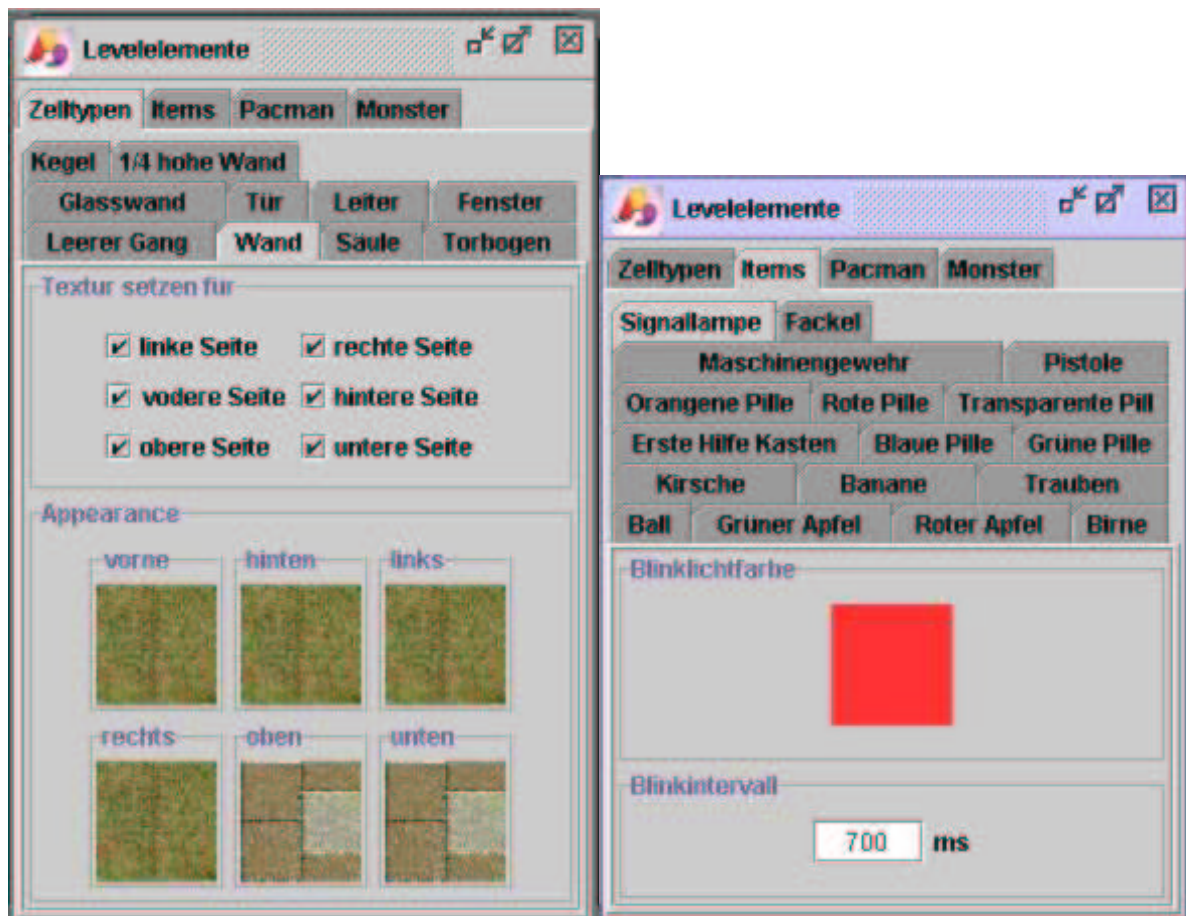 Levelelemente
Zelltypen Items Pacman Monster
Kegel 1/4 hohe Wand
Glasswand Tür Leiter Fenster
Leerer Gang Wand Säule Torbogen
Textur setzen für
linke Seite rechte Seite
vodere Seite hintere Seite
obere Seite untere Seite
Appearance
vorne hinten links
rechts oben unten
Levelelemente
Zelltypen Items Pacman Monster
Signallampe Fackel
Maschinengewehr Pistole
Orangene Pille Rote Pille Transparente Pill
Erste Hilfe Kasten Blaue Pille Grüne Pille
Kirsche Banane Trauben
Ball Grüner Apfel Roter Apfel Birne
Blinklichtfarbe
Blinkintervall
700 ms